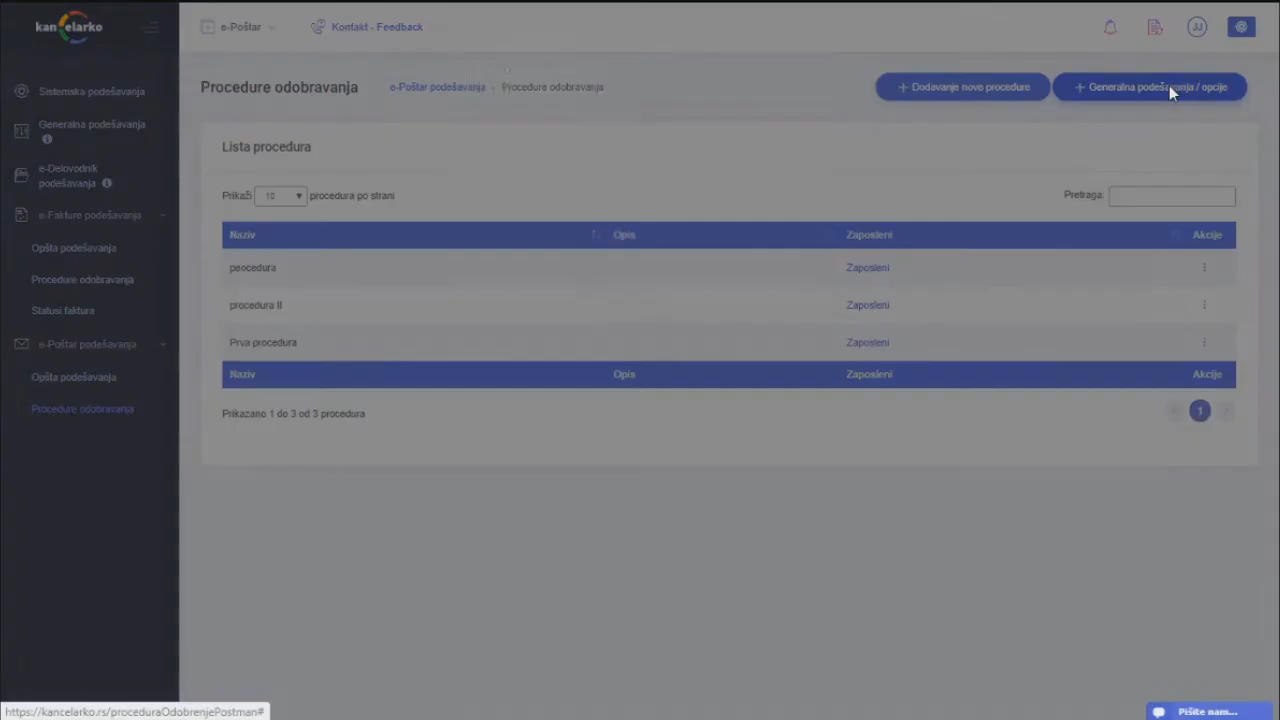 kancelarko
e-Poštar
Kontakt - Feedback
JJ
Sistemska podešavanja
Generalna podešavanja
e-Delovodnik
podešavanja
e-Fakture podešavanja
Opšta podešavanja
Procedure odobravanja
Statusi faktura
e-Poštar podešavanja
Opšta podešavanja
Procedure odobravanja
Procedure odobravanja
e-Poštar podešavanja
Procedure odobravanja
+ Dodavanje nove procedure
+ Generalna podešavanja / opcije
Lista procedura
Prikaži 10 procedura po strani
Pretraga:
Naziv Opis Zaposleni Akcije
peocedura Zaposleni
procedura II Zaposleni
Prva procedura Zaposleni
Naziv Opis Zaposleni Akcije
Prikazano 1 do 3 od 3 procedura
1
https://kancelarko.rs/proceduraOdobrenjePostman#
Pišite nam...